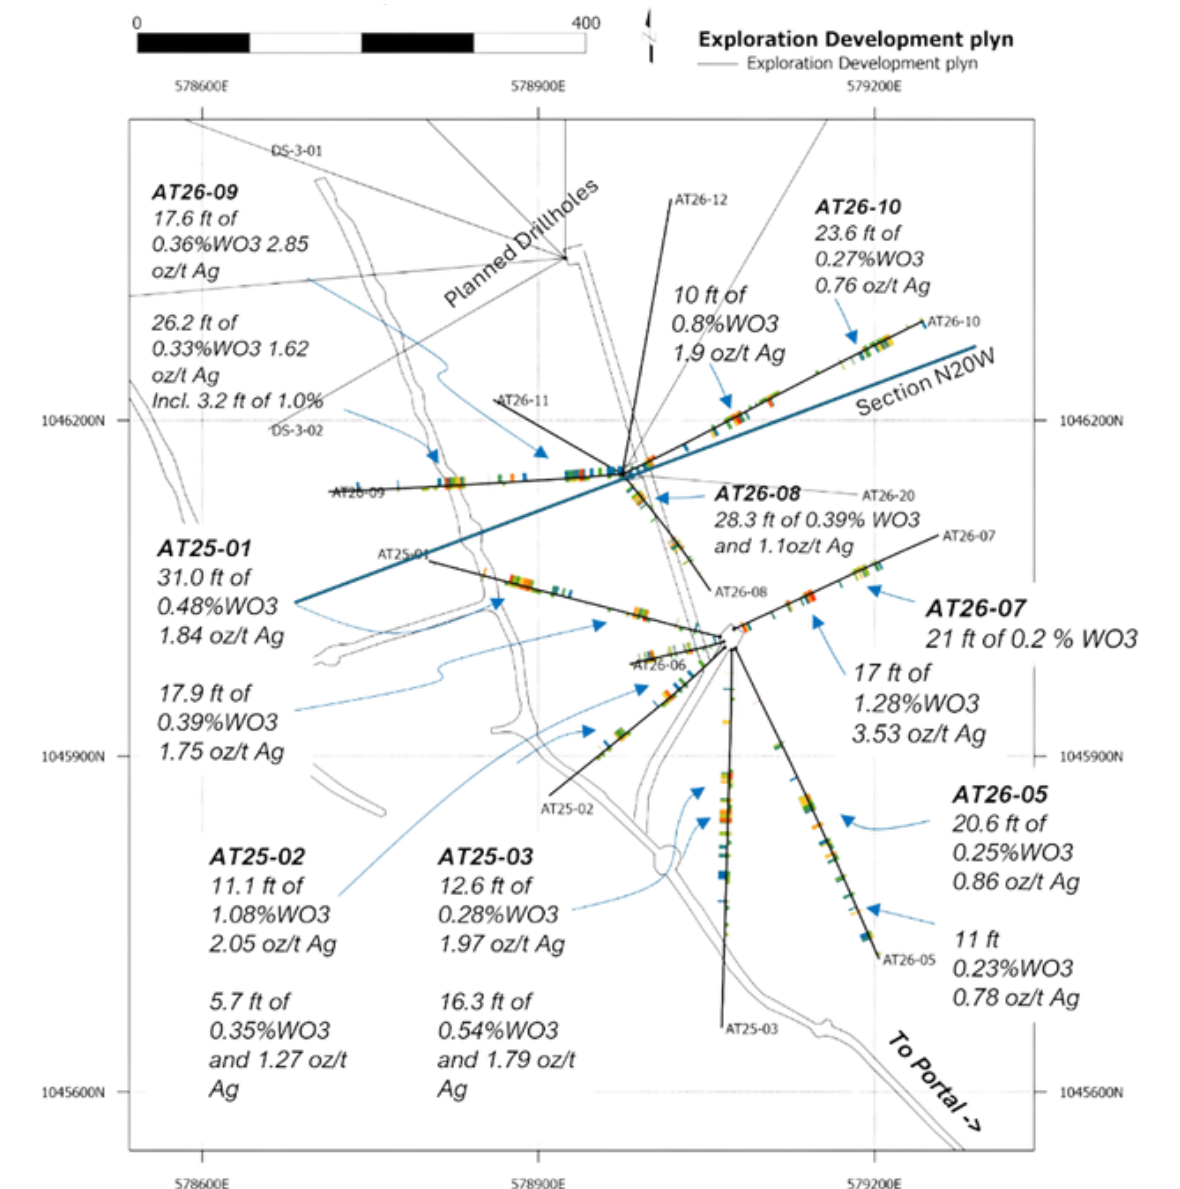 0
400
Exploration Development plyn
Exploration Development plyn
578600E
578900E
579200E
DS-3-01
AT26-09
17.6 ft of
0.36%WO3 2.85
oz/t Ag
26.2 ft of
0.33%WO3 1.62
oz/t Ag
Incl. 3.2 ft of 1.0%
DS-3-02
Planned Drillholes
AT26-12
AT26-10
23.6 ft of
0.27%WO3
0.76 oz/t Ag
10 ft of
0.8%WO3
1.9 oz/t Ag
AT26-10
Section N20W
AT26-11
1046200N
1046200N
AT26-09
AT26-08
28.3 ft of 0.39% WO3
and 1.1oz/t Ag
AT26-20
AT26-07
AT25-01
31.0 ft of
0.48%WO3
1.84 oz/t Ag
17.9 ft of
0.39%WO3
1.75 oz/t Ag
AT25-01
AT26-08
AT26-07
21 ft of 0.2 % WO3
17 ft of
1.28%WO3
3.53 oz/t Ag
AT26-06
1045900N
1045900N
AT25-02
AT26-05
20.6 ft of
0.25%WO3
0.86 oz/t Ag
11 ft
0.23%WO3
0.78 oz/t Ag
AT25-02
11.1 ft of
1.08%WO3
2.05 oz/t Ag
5.7 ft of
0.35%WO3
and 1.27 oz/t
Ag
AT25-03
12.6 ft of
0.28%WO3
1.97 oz/t Ag
16.3 ft of
0.54%WO3
and 1.79 oz/t
Ag
AT26-05
AT25-03
To Portal ->
1045600N
1045600N
578600E
578900E
579200E